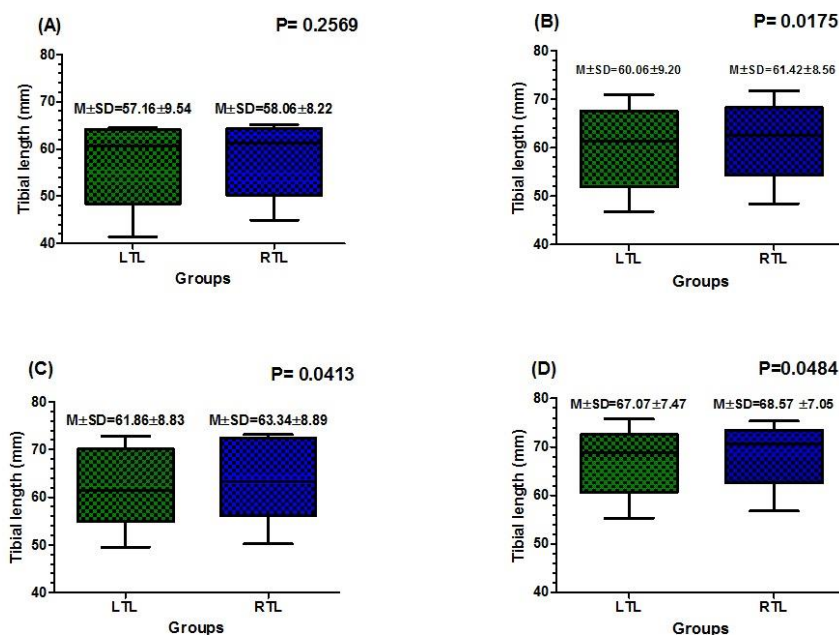 (A)
P= 0.2569
80
70
60
50
40
Tibial length (mm)
M±SD=57.16±9.54
M±SD=58.06±8.22
LTL
RTL
Groups
(B)
P= 0.0175
80
70
60
50
40
Tibial length (mm)
M±SD=60.06±9.20
M±SD=61.42±8.56
LTL
RTL
Groups
(C)
P= 0.0413
80
70
60
50
40
Tibial length (mm)
M±SD=61.86±8.83
M±SD=63.34±8.89
LTL
RTL
Groups
(D)
P=0.0484
80
70
60
50
40
Tibial length (mm)
M±SD=67.07±7.47
M±SD=68.57 ±7.05
LTL
RTL
Groups